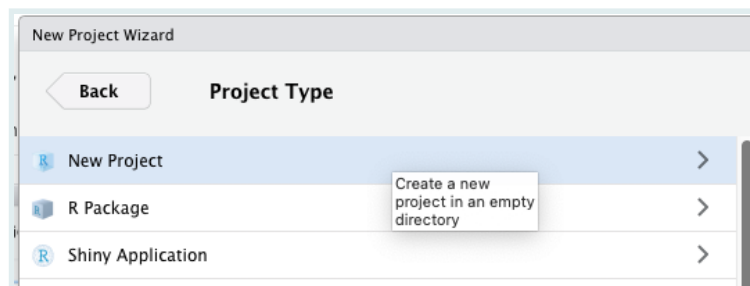 New Project Wizard
Back
Project Type
R New Project
Create a new
project in an empty
directory
R R Package
R Shiny Application